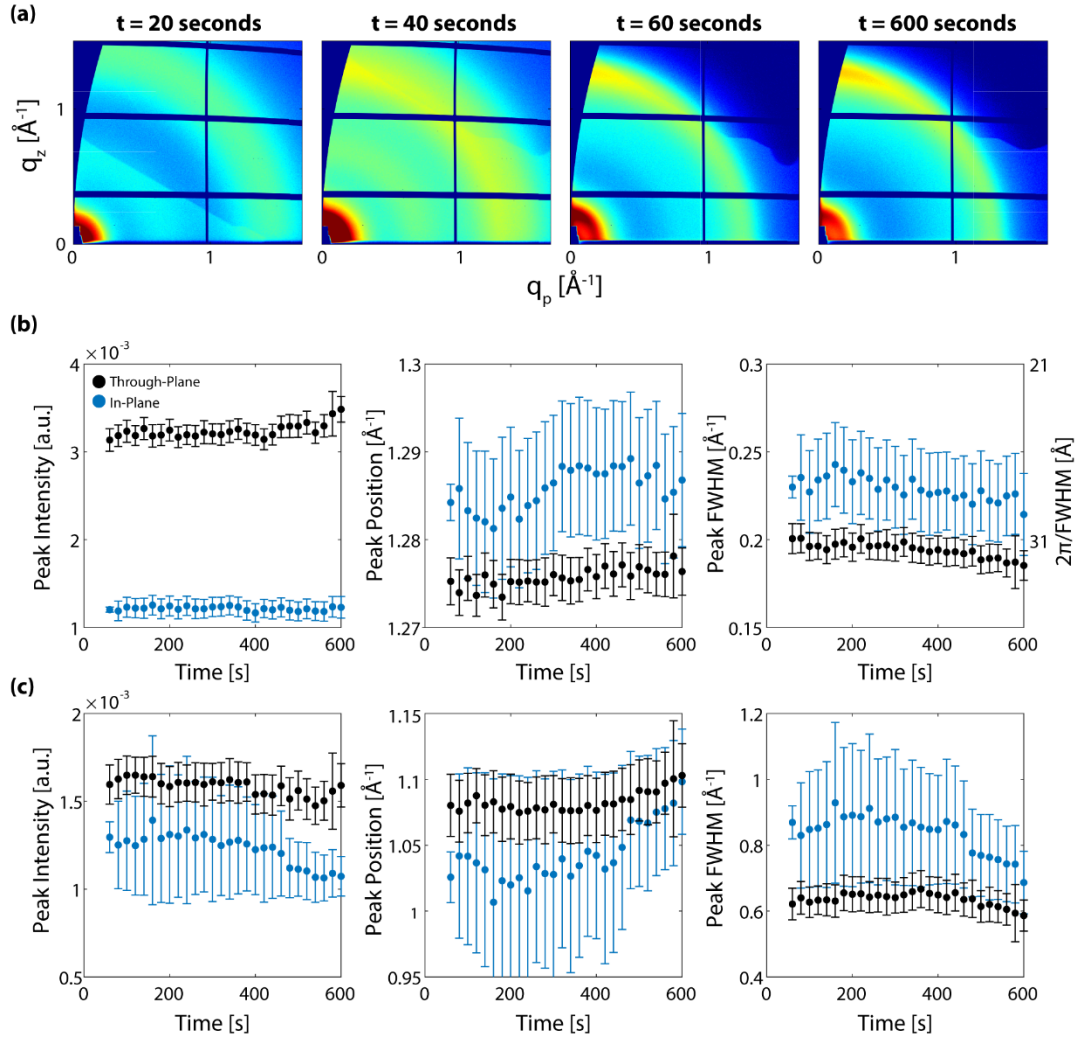 (a)
t = 20 seconds
t = 40 seconds
t = 60 seconds
t = 600 seconds
q_z [Å⁻¹]
1
0
0
1
0
1
0
1
0
1
q_p [Å⁻¹]
(b)
×10⁻³
4
3
2
1
Peak Intensity [a.u.]
Through-Plane
In-Plane
0
200
400
600
Time [s]
1.3
1.29
1.28
1.27
Peak Position [Å⁻¹]
0
200
400
600
Time [s]
0.3
0.25
0.2
0.15
Peak FWHM [Å⁻¹]
21
31
2π/FWHM [Å]
0
200
400
600
Time [s]
(c)
×10⁻³
2
1.5
1
0.5
Peak Intensity [a.u.]
0
200
400
600
Time [s]
1.15
1.1
1.05
1
0.95
Peak Position [Å⁻¹]
0
200
400
600
Time [s]
1.2
1
0.8
0.6
0.4
Peak FWHM [Å⁻¹]
0
200
400
600
Time [s]